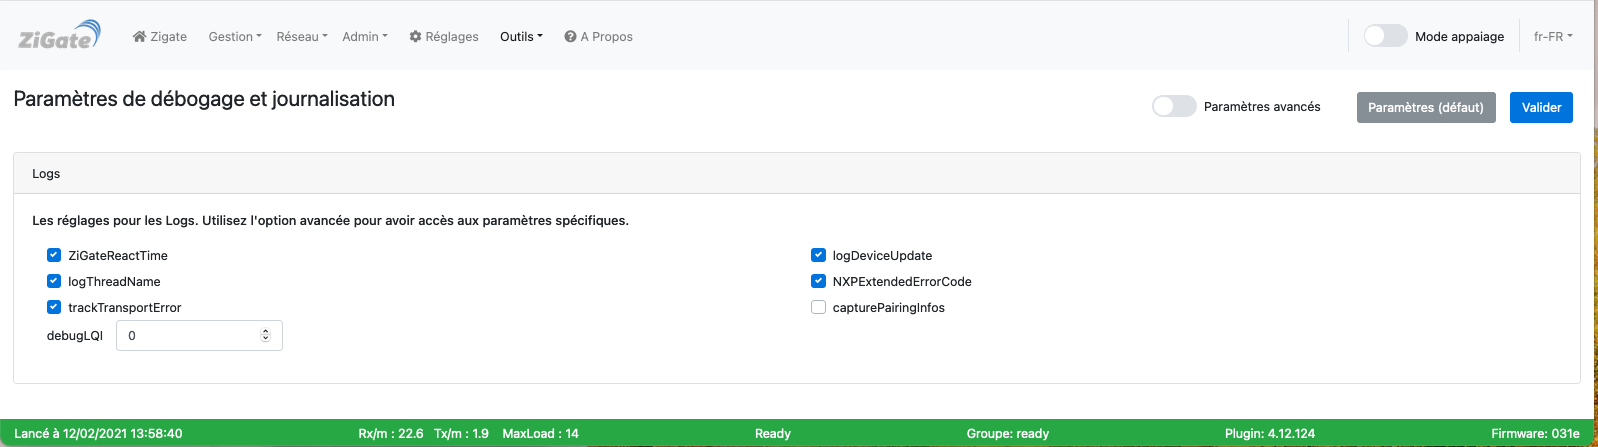 ZiGate Zigate Gestion Réseau Admin Réglages Outils A Propos Mode appaiage fr-FR
Paramètres de débogage et journalisation Paramètres avancés Paramètres (défaut) Valider
Logs
Les réglages pour les Logs. Utilisez l'option avancée pour avoir accès aux paramètres spécifiques.
ZiGateReactTime logDeviceUpdate
logThreadName NXPExtendedErrorCode
trackTransportError capturePairingInfos
debugLQI 0
Lancé à 12/02/2021 13:58:40 Rx/m : 22.6 Tx/m : 1.9 MaxLoad : 14 Ready Groupe: ready Plugin: 4.12.124 Firmware: 031e